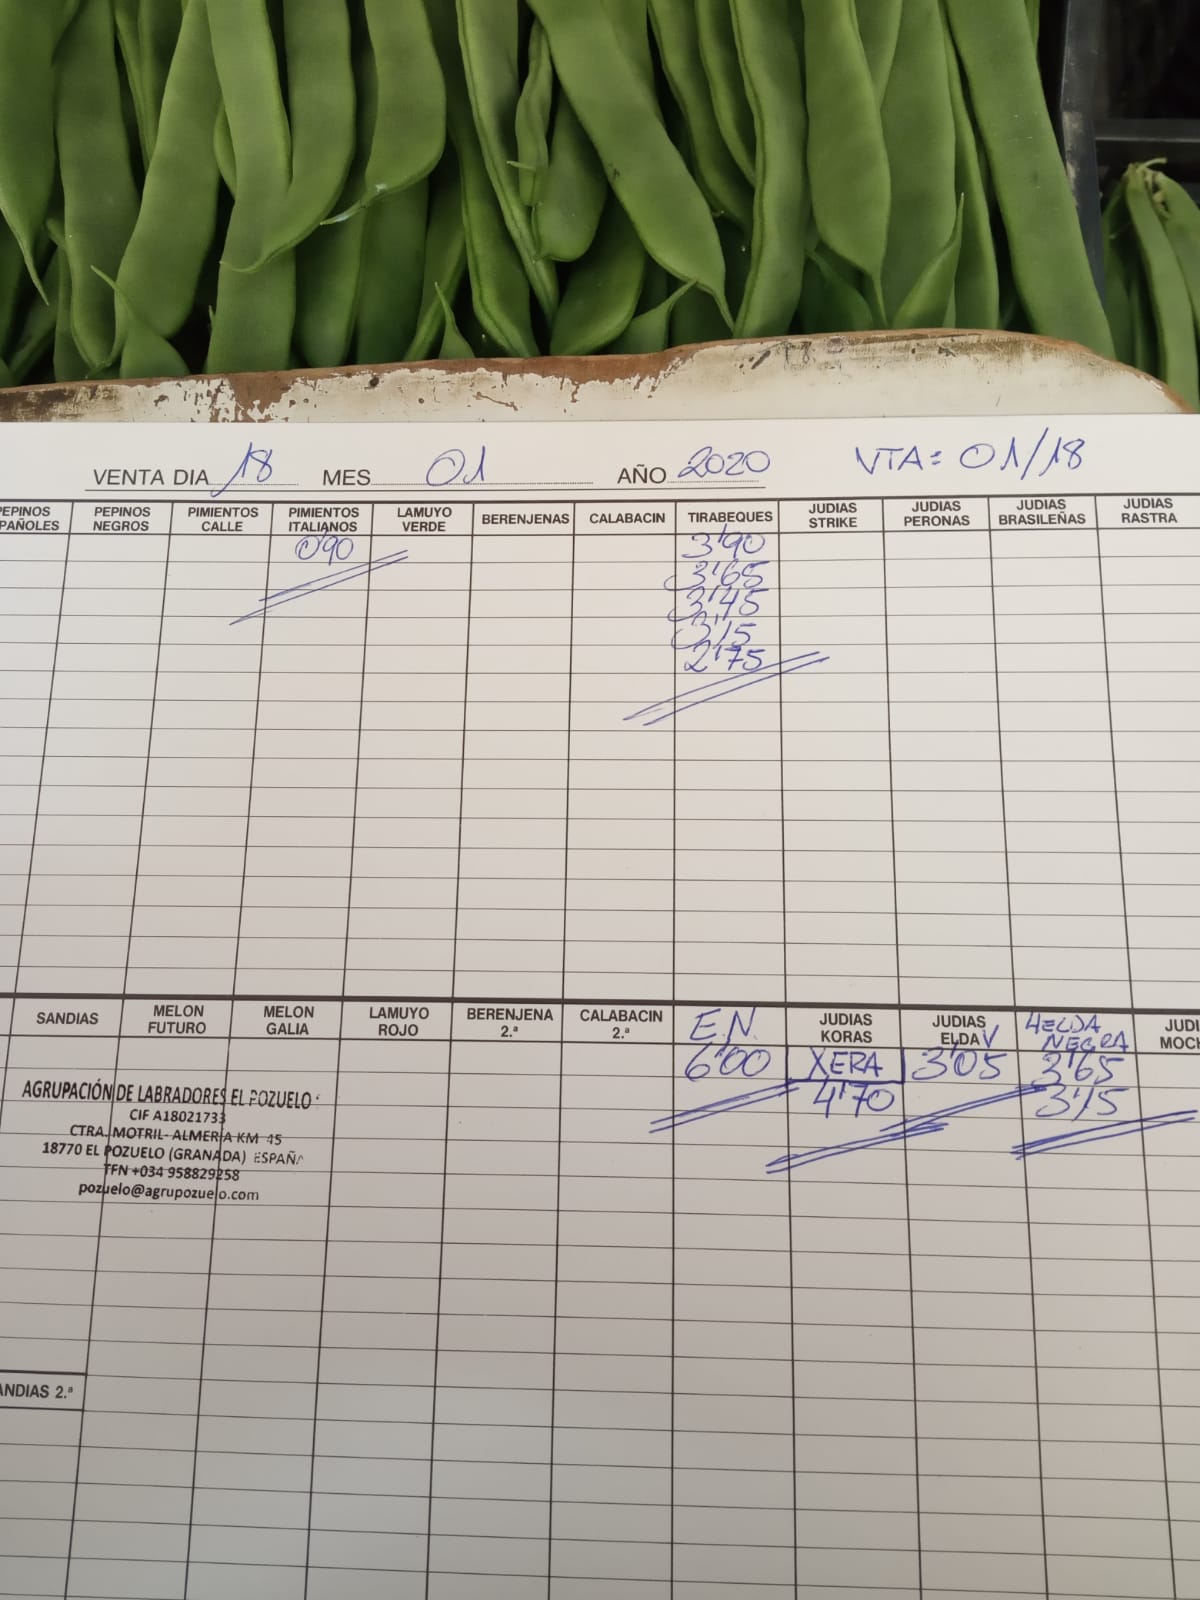 VENTA DIA 18 MES 01 AÑO 2020 VTA= 01/18
PEPINOS NEGROS PIMIENTOS CALLE PIMIENTOS ITALIANOS LAMUYO VERDE BERENJENAS CALABACIN TIRABEQUES JUDIAS STRIKE JUDIAS PERONAS JUDIAS BRASILEÑAS JUDIAS RASTRA
0'90 3'90
3'65
3'45
3'15
2'75
SANDIAS MELON FUTURO MELON GALIA LAMUYO ROJO BERENJENA 2.ª CALABACIN 2.ª E.N. JUDIAS KORAS JUDIAS ELDA V HELDA NEGRA
6'00 XERA 3'05 3'65
4'70 3'15
AGRUPACIÓN DE LABRADORES EL POZUELO
CIF A18021733
CTRA. MOTRIL- ALMERIA KM 45
18770 EL POZUELO (GRANADA) ESPAÑA
TFN +034 958829258
pozuelo@agrupozuelo.com
ANDIAS 2.ª